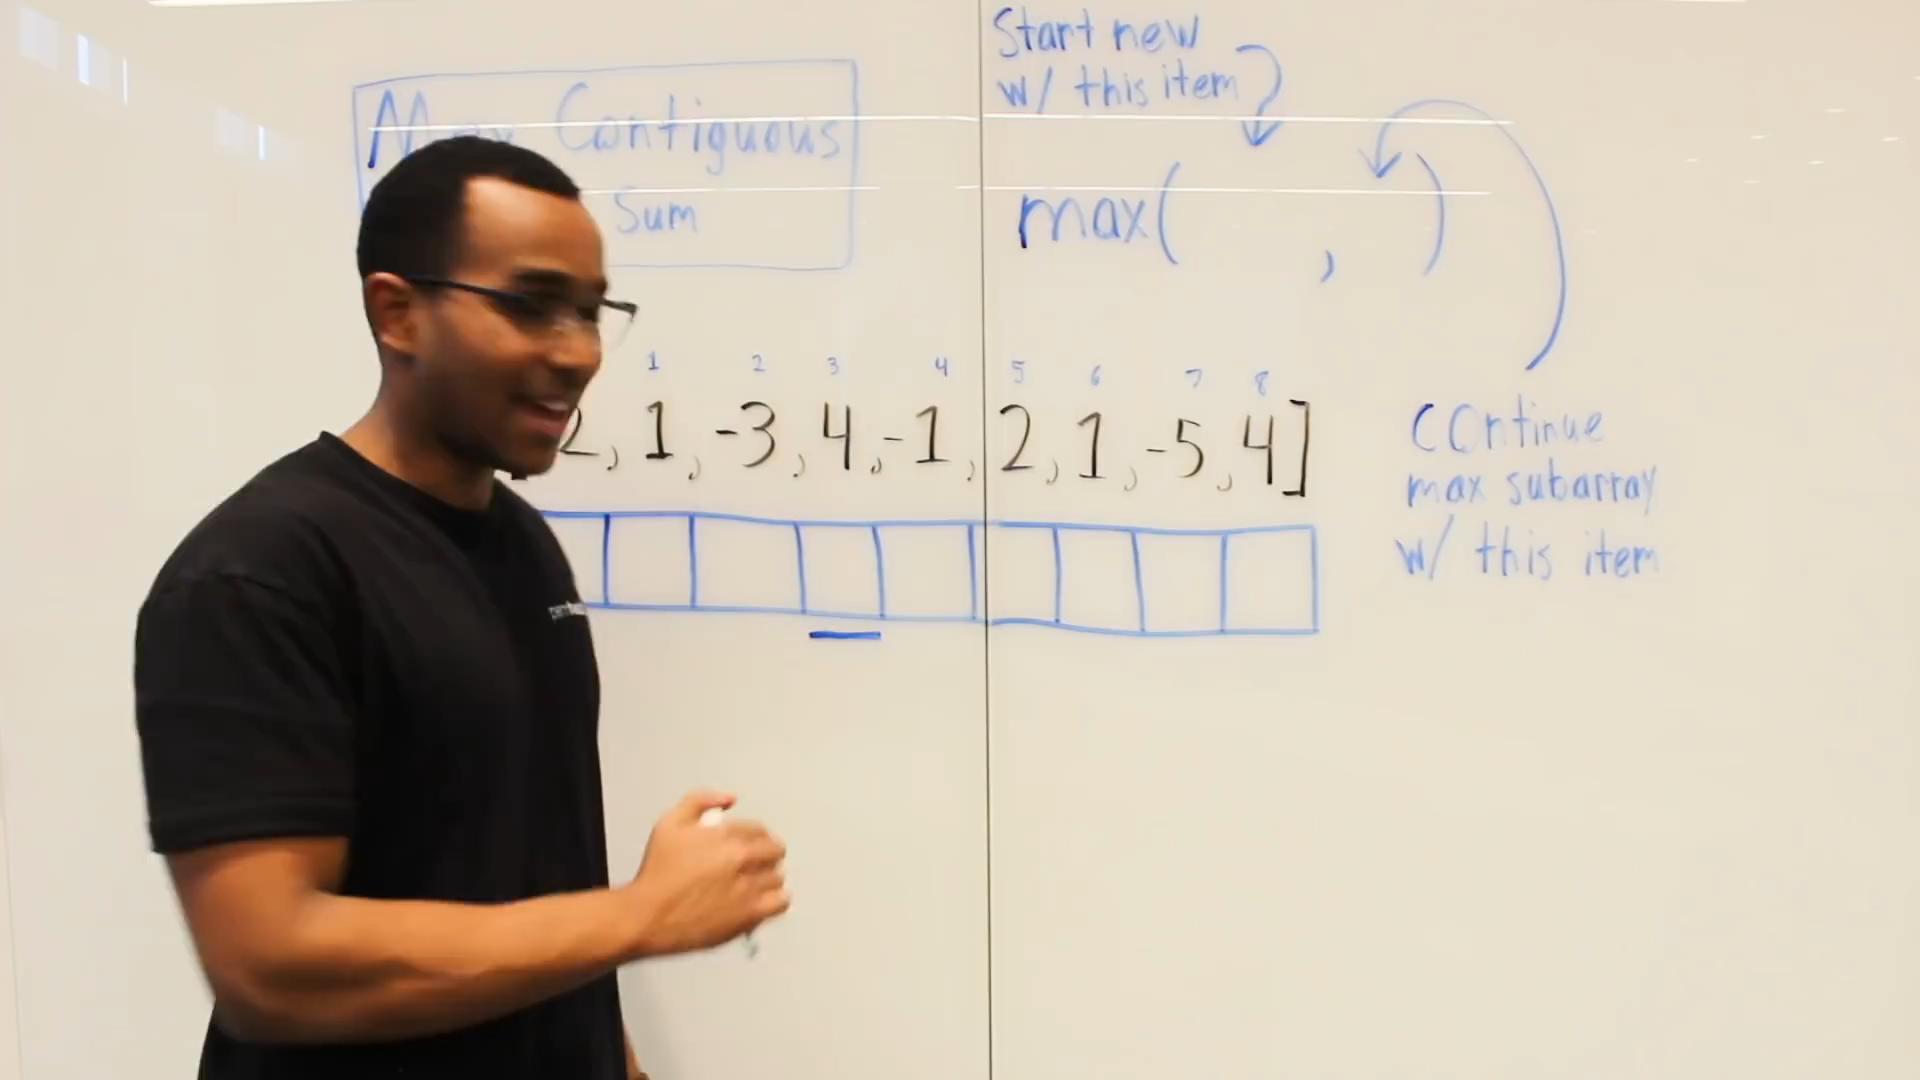 Start new
w/ this item
Contiguous
Sum
max( , )
1 2 3 4 5 6 7 8
2, 1, -3, 4, -1, 2, 1, -5, 4]
continue
max subarray
w/ this item